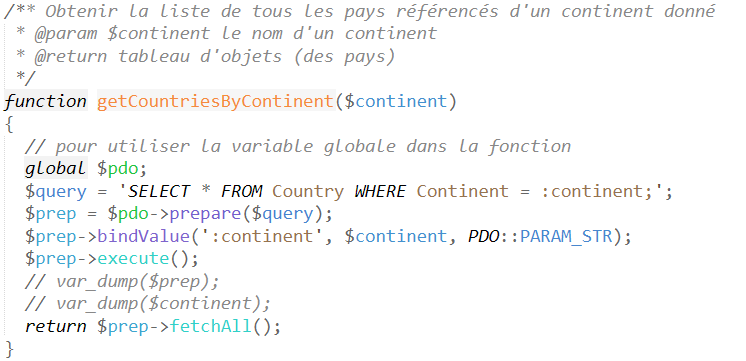 /** Obtenir la liste de tous les pays référencés d'un continent donné
 * @param $continent le nom d'un continent
 * @return tableau d'objets (des pays)
 */
function getCountriesByContinent($continent)
{
  // pour utiliser la variable globale dans la fonction
  global $pdo;
  $query = 'SELECT * FROM Country WHERE Continent = :continent;';
  $prep = $pdo->prepare($query);
  $prep->bindValue(':continent', $continent, PDO::PARAM_STR);
  $prep->execute();
  // var_dump($prep);
  // var_dump($continent);
  return $prep->fetchAll();
}